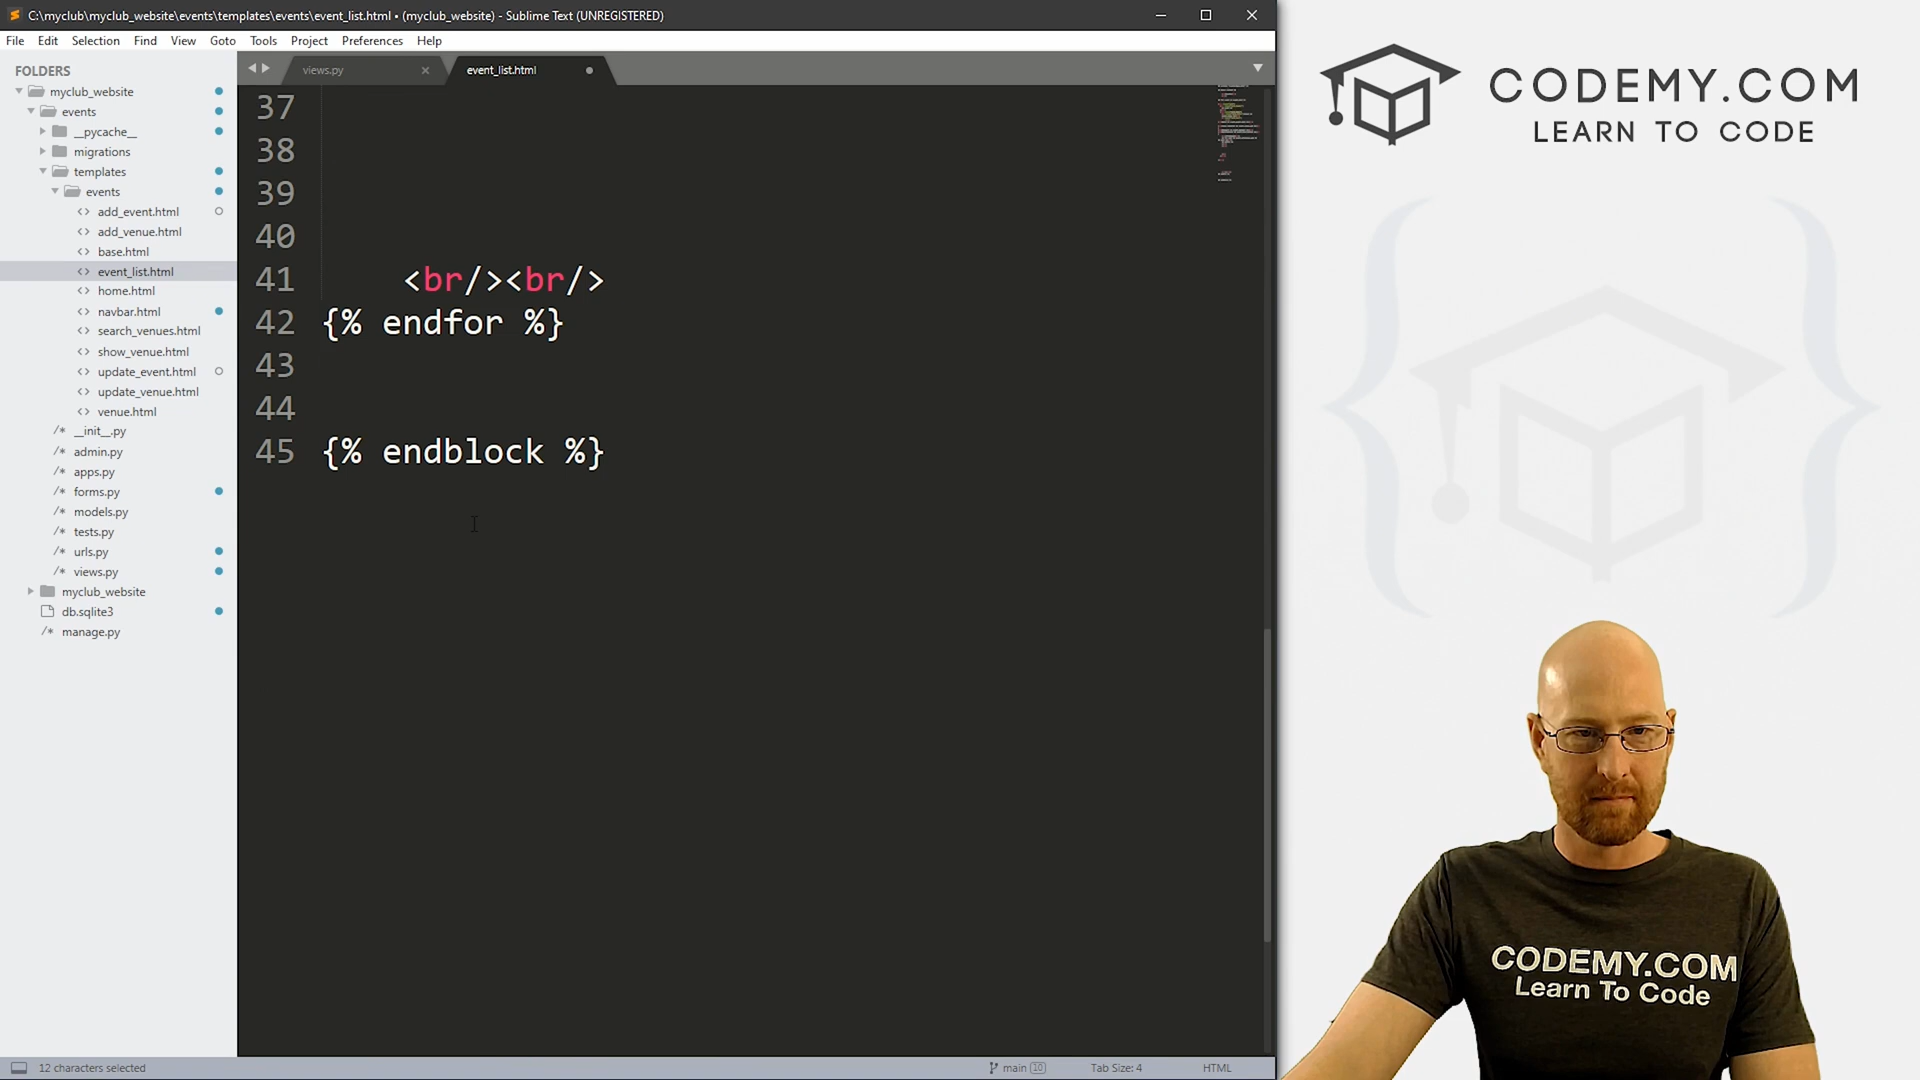 C:\myclub\myclub_website\events\templates\events\event_list.html • (myclub_website) - Sublime Text (UNREGISTERED)
File Edit Selection Find View Goto Tools Project Preferences Help
FOLDERS
myclub_website
events
__pycache__
migrations
templates
events
add_event.html
add_venue.html
base.html
event_list.html
home.html
navbar.html
search_venues.html
show_venue.html
update_event.html
update_venue.html
venue.html
__init__.py
admin.py
apps.py
forms.py
models.py
tests.py
urls.py
views.py
myclub_website
db.sqlite3
manage.py
views.py
event_list.html
37
38
39
40
41 <br/><br/>
42 {% endfor %}
43
44
45 {% endblock %}
12 characters selected
main 10
Tab Size: 4
HTML
CODEMY.COM
LEARN TO CODE
CODEMY.COM
Learn To Code